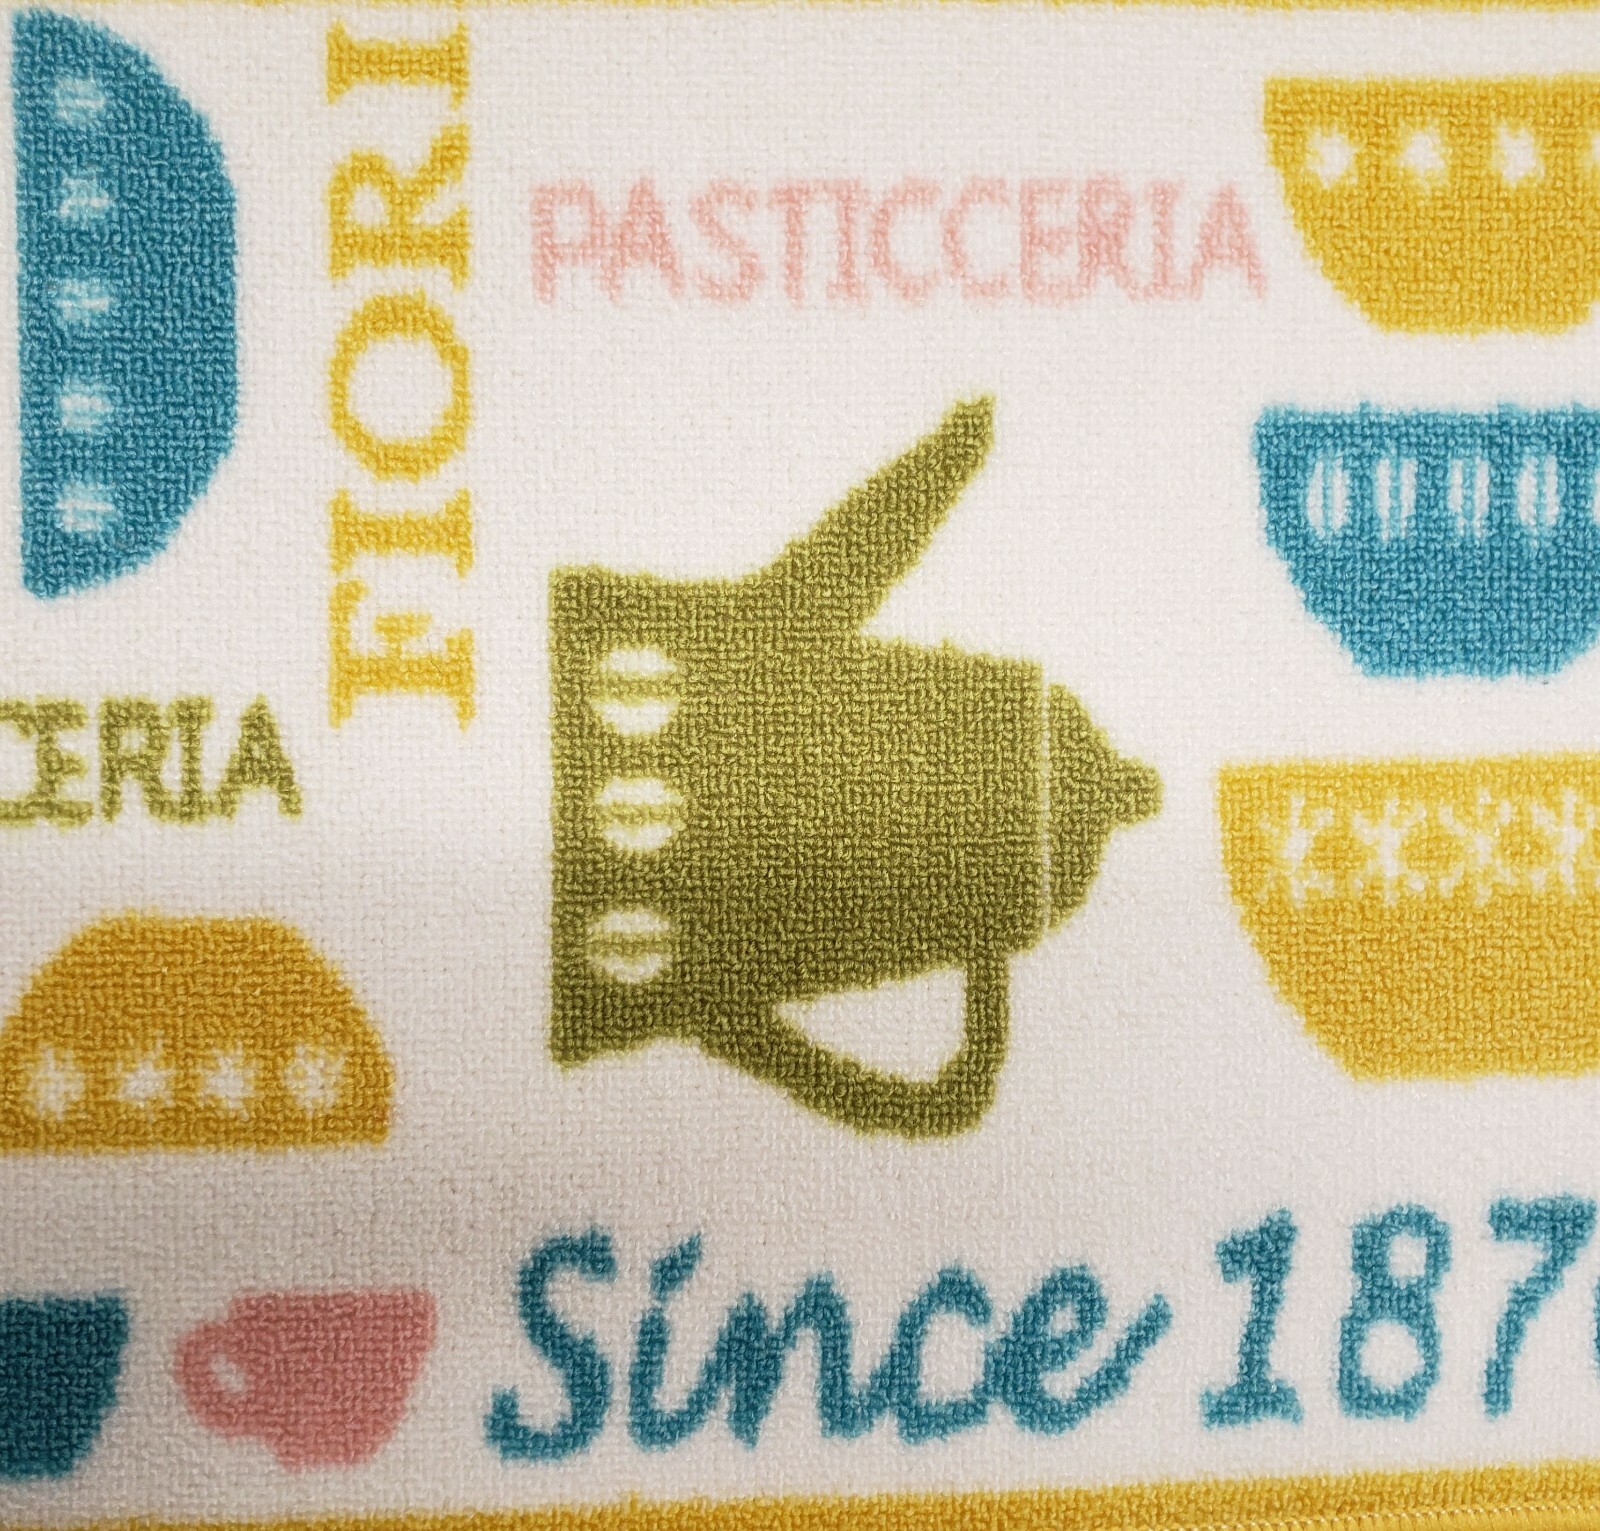 FIORI
PASTICCERIA
CERIA
Since 187